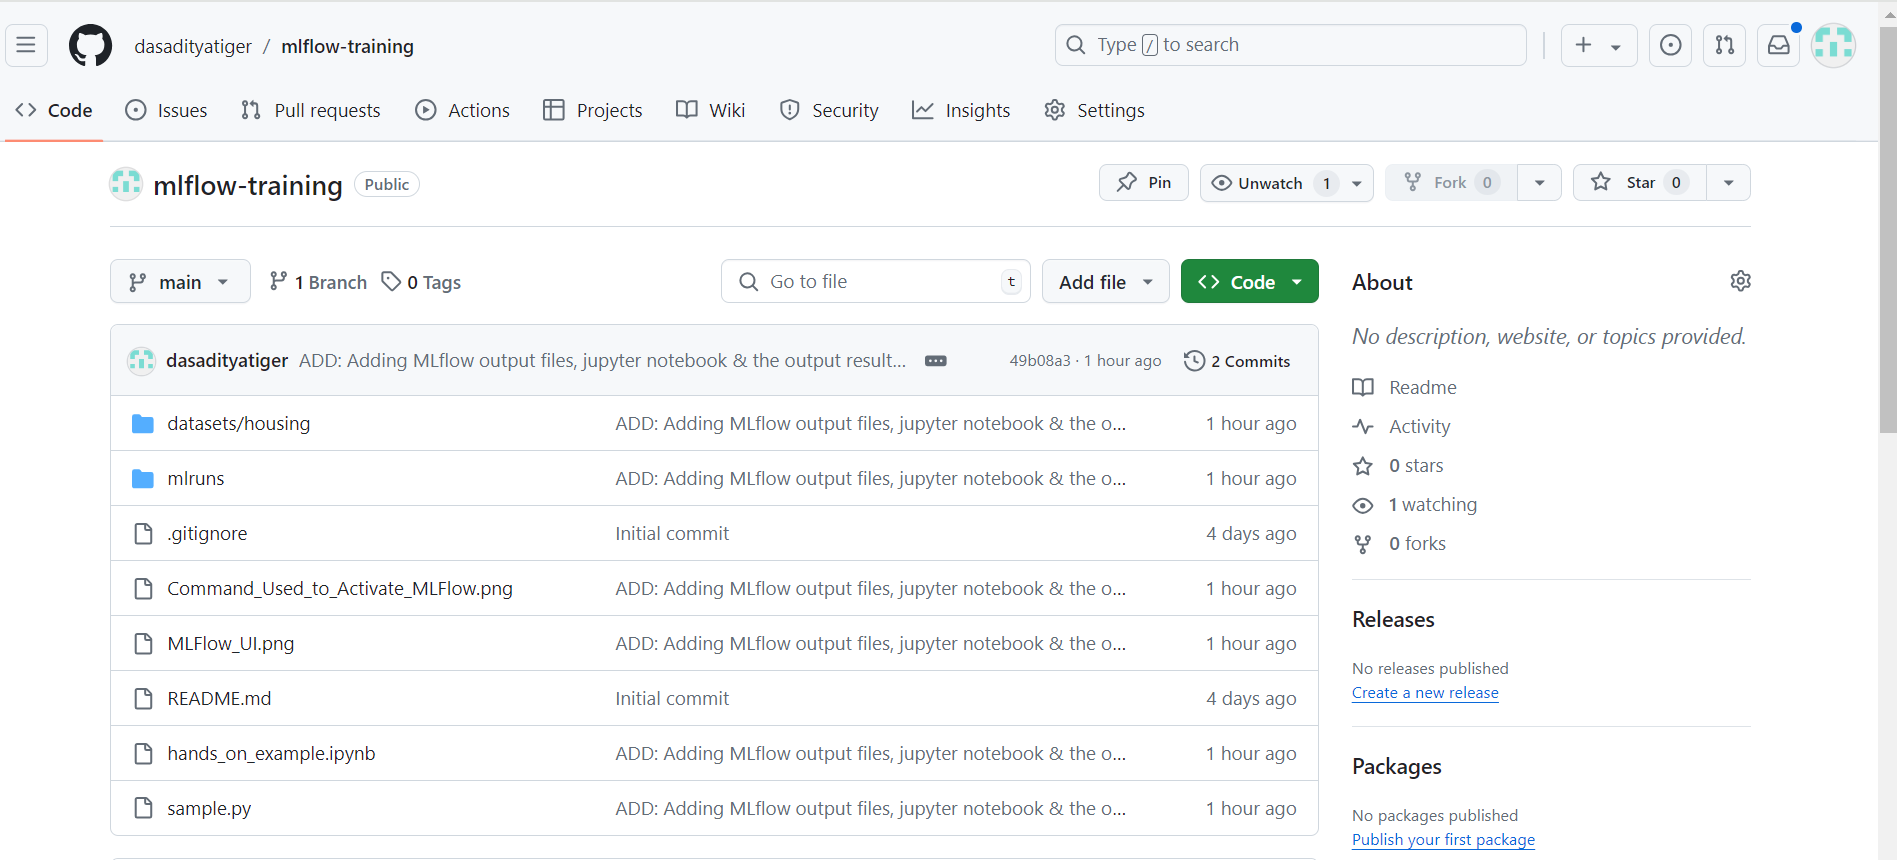 dasadityatiger / mlflow-training
Type / to search
Code Issues Pull requests Actions Projects Wiki Security Insights Settings
mlflow-training Public
Pin Unwatch 1 Fork 0 Star 0
main 1 Branch 0 Tags Go to file t Add file Code
dasadityatiger ADD: Adding MLflow output files, jupyter notebook & the output result... 49b08a3 · 1 hour ago 2 Commits
datasets/housing ADD: Adding MLflow output files, jupyter notebook & the o... 1 hour ago
mlruns ADD: Adding MLflow output files, jupyter notebook & the o... 1 hour ago
.gitignore Initial commit 4 days ago
Command_Used_to_Activate_MLFlow.png ADD: Adding MLflow output files, jupyter notebook & the o... 1 hour ago
MLFlow_UI.png ADD: Adding MLflow output files, jupyter notebook & the o... 1 hour ago
README.md Initial commit 4 days ago
hands_on_example.ipynb ADD: Adding MLflow output files, jupyter notebook & the o... 1 hour ago
sample.py ADD: Adding MLflow output files, jupyter notebook & the o... 1 hour ago
About
No description, website, or topics provided.
Readme
Activity
0 stars
1 watching
0 forks
Releases
No releases published
Create a new release
Packages
No packages published
Publish your first package